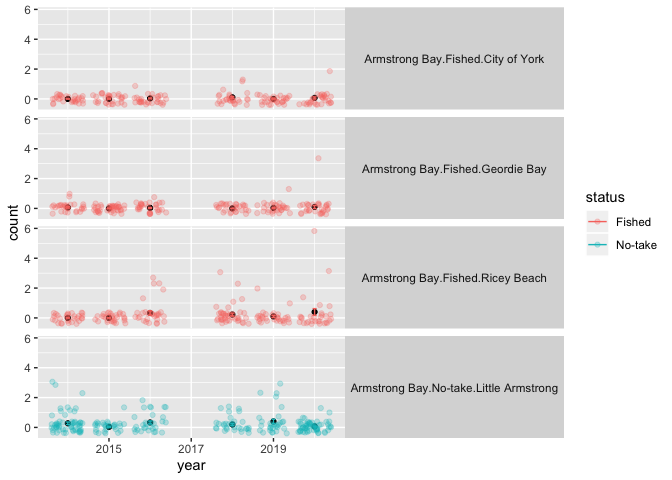 6
4
2
0
Armstrong Bay.Fished.City of York
6
4
2
0
Armstrong Bay.Fished.Geordie Bay
6
4
2
0
Armstrong Bay.Fished.Ricey Beach
6
4
2
0
Armstrong Bay.No-take.Little Armstrong
count
2015
2017
2019
year
status
Fished
No-take